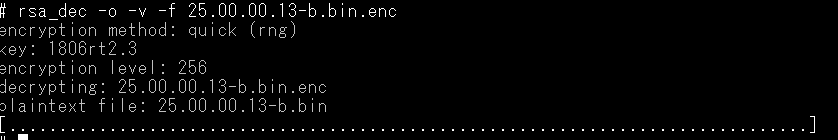 # rsa_dec -o -v -f 25.00.00.13-b.bin.enc
encryption method: quick (rng)
key: 1806rt2.3
encryption level: 256
decrypting: 25.00.00.13-b.bin.enc
plaintext file: 25.00.00.13-b.bin
[................................................................................]
#